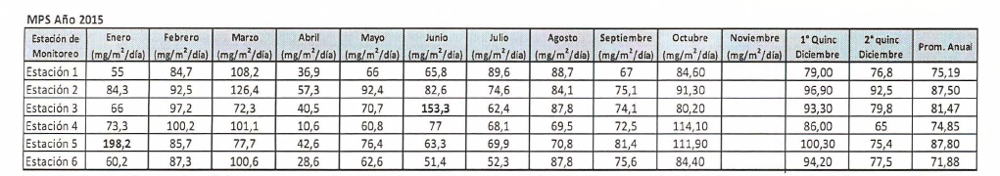 MPS Año 2015
Estación de Monitoreo Enero (mg/m²/día) Febrero (mg/m²/día) Marzo (mg/m²/día) Abril (mg/m²/día) Mayo (mg/m²/día) Junio (mg/m²/día) Julio (mg/m²/día) Agosto (mg/m²/día) Septiembre (mg/m²/día) Octubre (mg/m²/día) Noviembre (mg/m²/día) 1° Quinc Diciembre 2° quinc Diciembre Prom. Anual
Estación 1 55 84,7 108,2 36,9 66 65,8 89,6 88,7 67 84,60 79,00 76,8 75,19
Estación 2 84,3 92,5 126,4 57,3 92,4 82,6 74,6 84,1 75,1 91,30 96,90 92,5 87,50
Estación 3 66 97,2 72,3 40,5 70,7 153,3 62,4 87,8 74,1 80,20 93,30 79,8 81,47
Estación 4 73,3 100,2 101,1 10,6 60,8 77 68,1 69,5 72,5 114,10 86,00 65 74,85
Estación 5 198,2 85,7 77,7 42,6 76,4 63,3 69,9 70,8 81,4 111,90 100,30 75,4 87,80
Estación 6 60,2 87,3 100,6 28,6 62,6 51,4 52,3 87,8 75,6 84,40 94,20 77,5 71,88